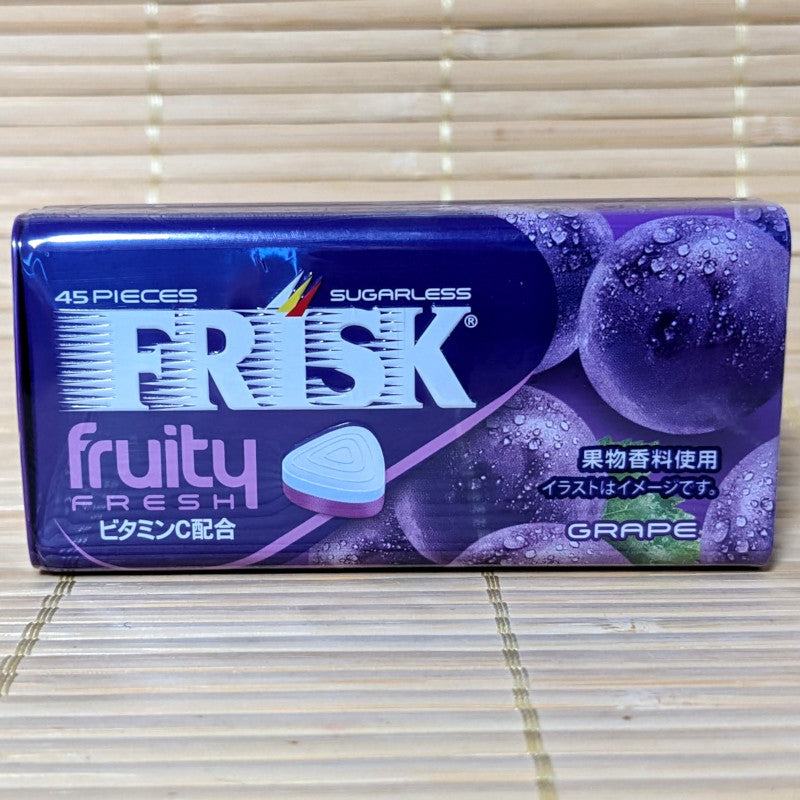 45 PIECES
SUGARLESS
FRISK®
fruity
FRESH
ビタミンC配合
果物香料使用
イラストはイメージです。
GRAPE